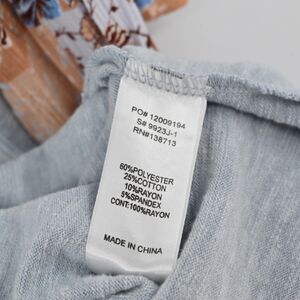 PO# 12009194
S# 9923J-1
RN#138713
60%POLYESTER
25%COTTON
10%RAYON
5%SPANDEX
CONT:100%RAYON
MADE IN CHINA